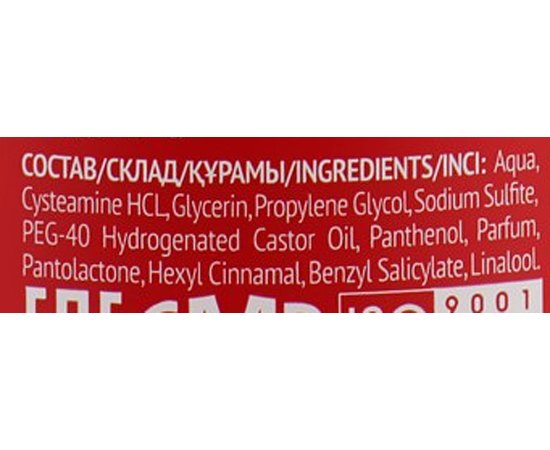 СОСТАВ/СКЛАД/ҚҰРАМЫ/INGREDIENTS/INCI: Aqua,
Cysteamine HCL, Glycerin, Propylene Glycol, Sodium Sulfite,
PEG-40 Hydrogenated Castor Oil, Panthenol, Parfum,
Pantolactone, Hexyl Cinnamal, Benzyl Salicylate, Linalool.
9001